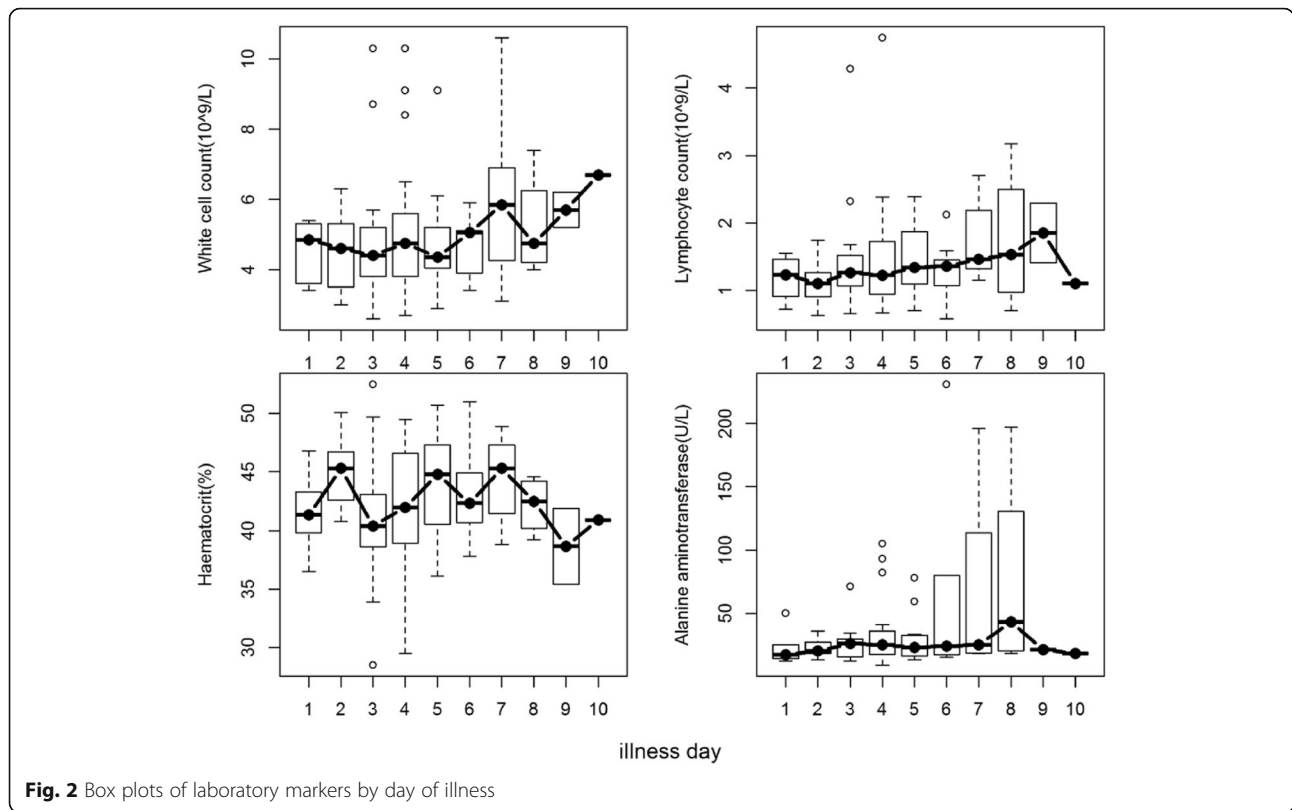 White cell count(10^9/L)
4 6 8 10
1 2 3 4 5 6 7 8 9 10
Lymphocyte count(10^9/L)
1 2 3 4
1 2 3 4 5 6 7 8 9 10
Haematocrit(%)
30 35 40 45 50
1 2 3 4 5 6 7 8 9 10
Alanine aminotransferase(U/L)
50 100 150 200
1 2 3 4 5 6 7 8 9 10
illness day
Fig. 2 Box plots of laboratory markers by day of illness